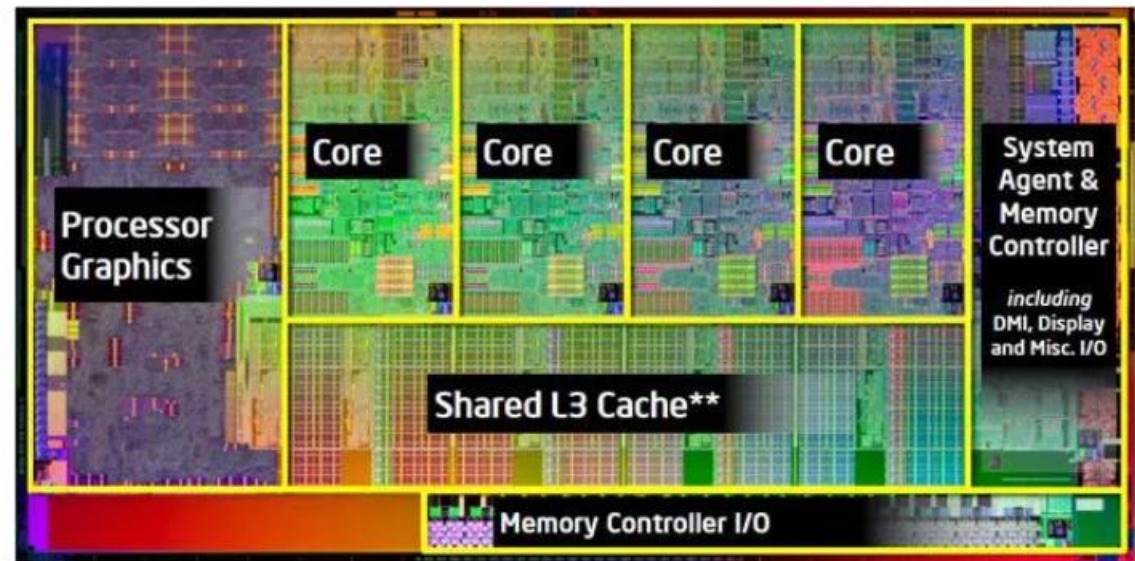 Processor
Graphics
Core
Core
Core
Core
System
Agent &
Memory
Controller
including
DMI, Display
and Misc. I/O
Shared L3 Cache**
Memory Controller I/O